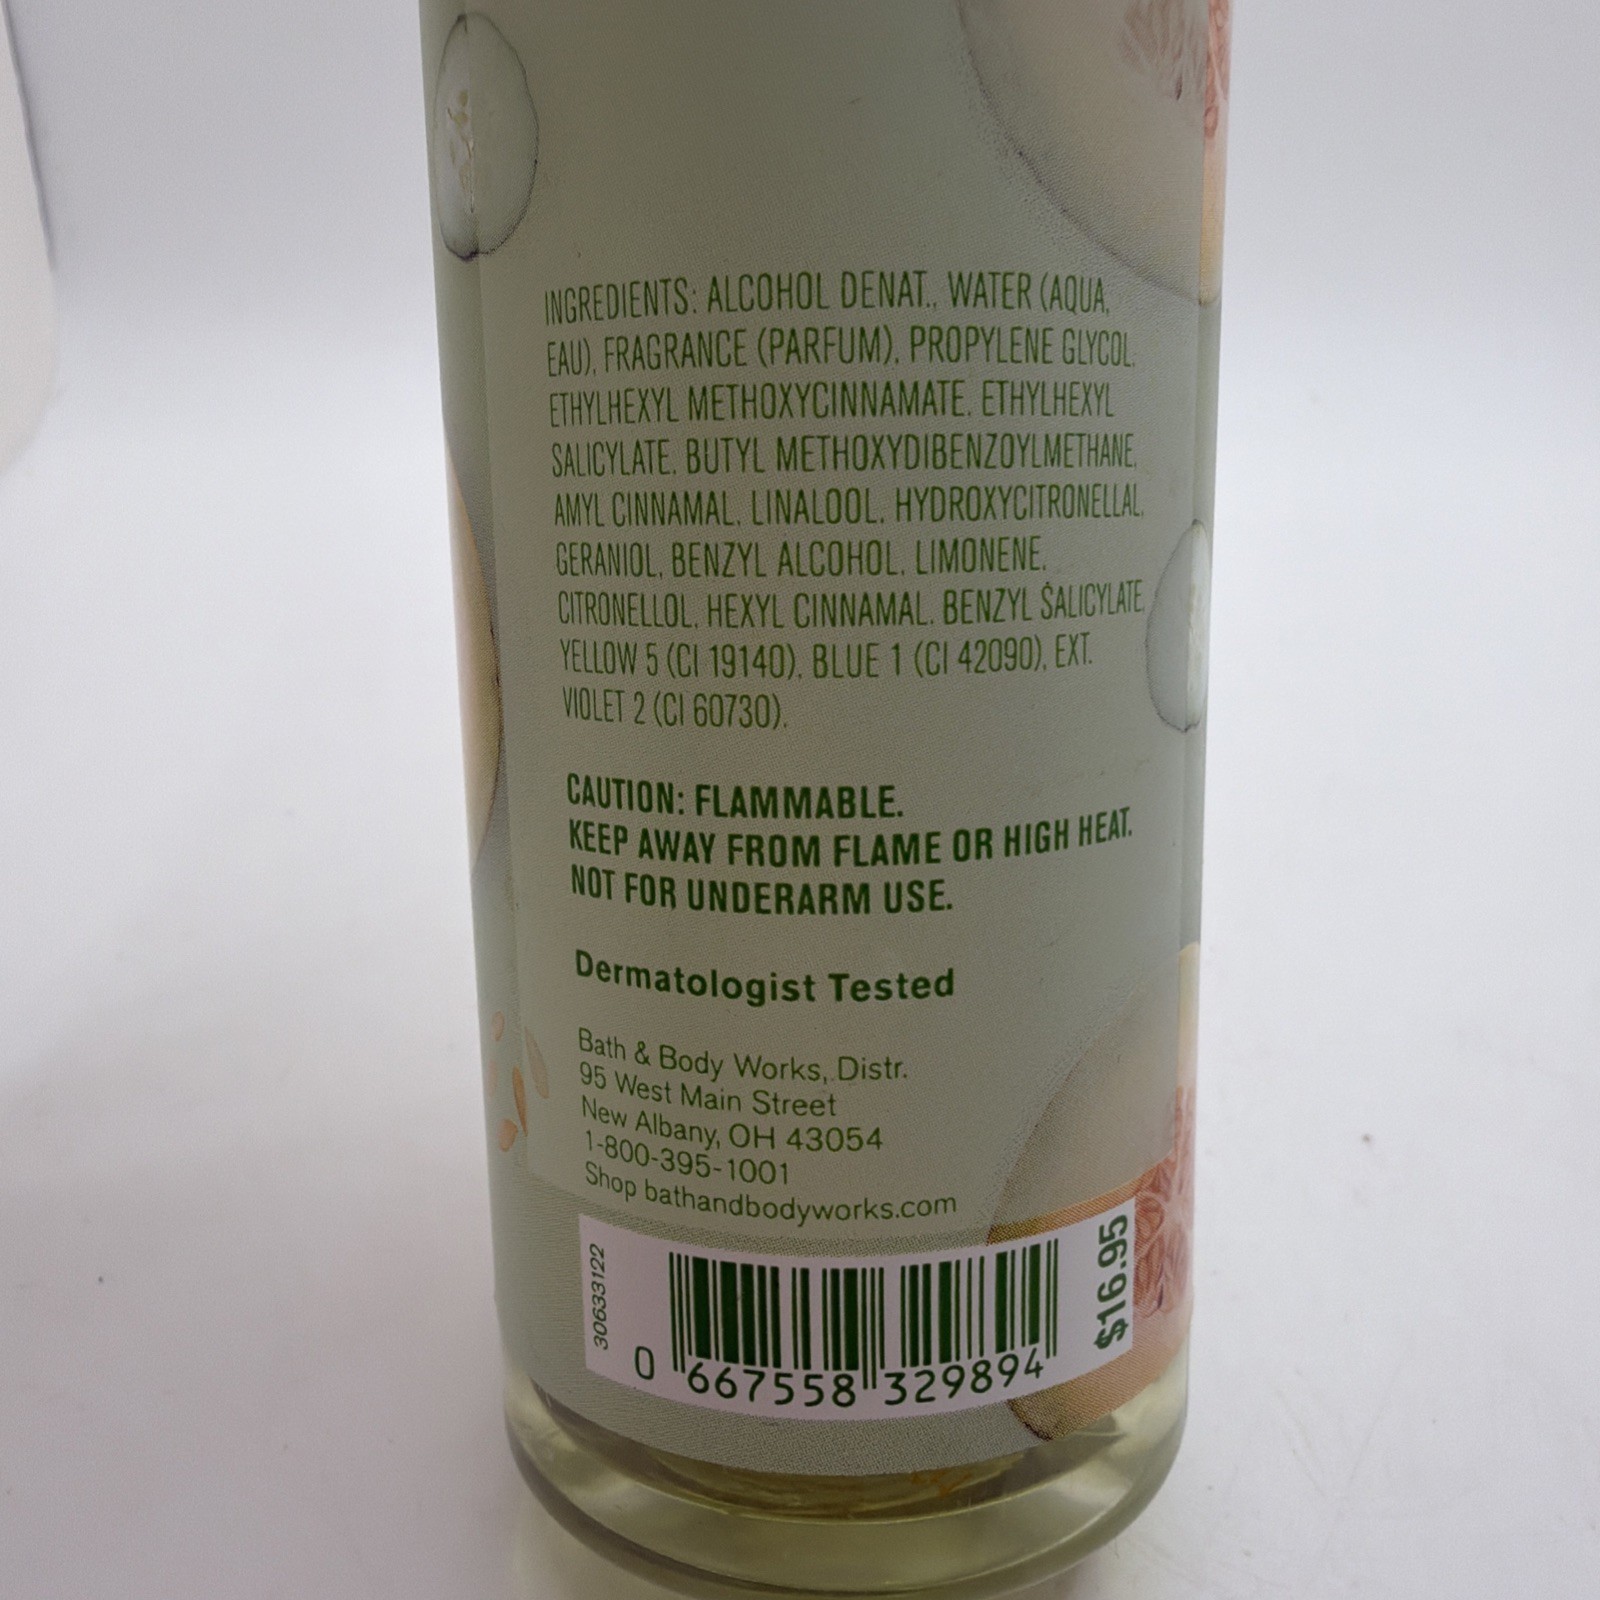 INGREDIENTS: ALCOHOL DENAT., WATER (AQUA,
EAU), FRAGRANCE (PARFUM), PROPYLENE GLYCOL,
ETHYLHEXYL METHOXYCINNAMATE, ETHYLHEXYL
SALICYLATE, BUTYL METHOXYDIBENZOYLMETHANE,
AMYL CINNAMAL, LINALOOL, HYDROXYCITRONELLAL,
GERANIOL, BENZYL ALCOHOL, LIMONENE,
CITRONELLOL, HEXYL CINNAMAL, BENZYL SALICYLATE,
YELLOW 5 (CI 19140), BLUE 1 (CI 42090), EXT.
VIOLET 2 (CI 60730).
CAUTION: FLAMMABLE.
KEEP AWAY FROM FLAME OR HIGH HEAT.
NOT FOR UNDERARM USE.
Dermatologist Tested
Bath & Body Works, Distr.
95 West Main Street
New Albany, OH 43054
1-800-395-1001
Shop bathandbodyworks.com
30633122
0 667558 329894
$16.95